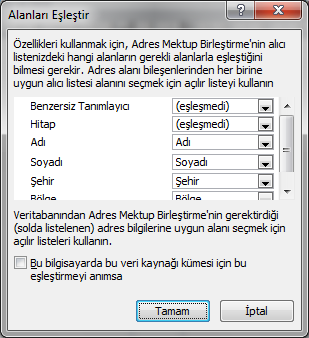 Alanları Eşleştir
Özellikleri kullanmak için, Adres Mektup Birleştirme'nin alıcı
listenizdeki hangi alanların gerekli alanlarla eşleştiğini
bilmesi gerekir. Adres alanı bileşenlerinden her birine
uygun alıcı listesi alanını seçmek için açılır listeyi kullanın
Benzersiz Tanımlayıcı (eşleşmedi)
Hitap (eşleşmedi)
Adı Adı
Soyadı Soyadı
Şehir Şehir
Bölge Bölge
Veritabanından Adres Mektup Birleştirme'nin gerektirdiği
(solda listelenen) adres bilgilerine uygun alanı seçmek için
açılır listeleri kullanın.
Bu bilgisayarda bu veri kaynağı kümesi için bu
eşleştirmeyi anımsa
Tamam İptal